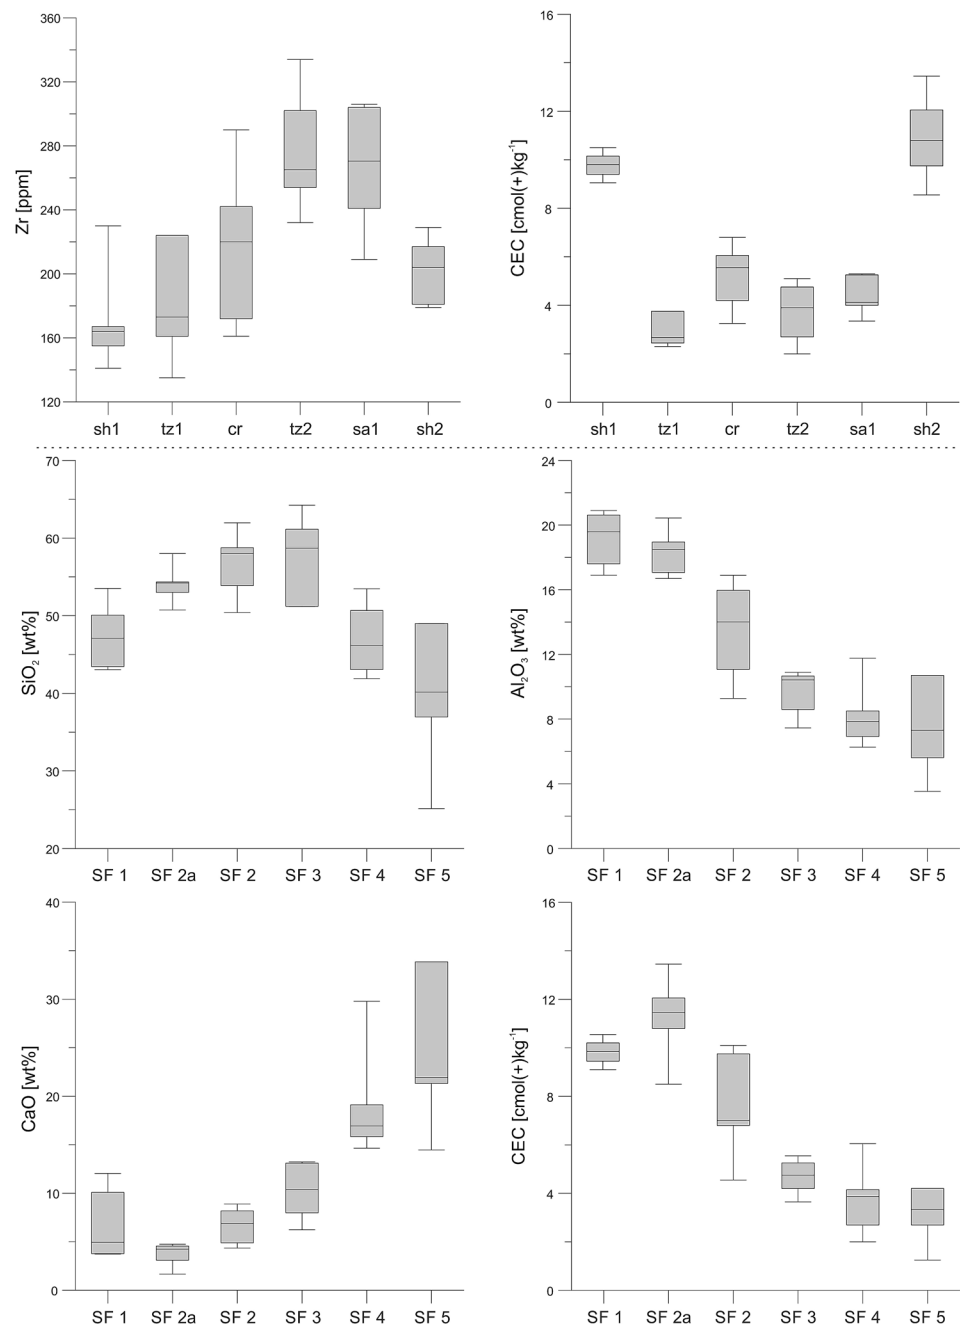 Zr [ppm]
360
320
280
240
200
160
120
sh1 tz1 cr tz2 sa1 sh2
CEC [cmol(+)kg⁻¹]
16
12
8
4
0
sh1 tz1 cr tz2 sa1 sh2
SiO₂ [wt%]
70
60
50
40
30
20
SF 1 SF 2a SF 2 SF 3 SF 4 SF 5
Al₂O₃ [wt%]
24
20
16
12
8
4
0
SF 1 SF 2a SF 2 SF 3 SF 4 SF 5
CaO [wt%]
40
30
20
10
0
SF 1 SF 2a SF 2 SF 3 SF 4 SF 5
CEC [cmol(+)kg⁻¹]
16
12
8
4
0
SF 1 SF 2a SF 2 SF 3 SF 4 SF 5